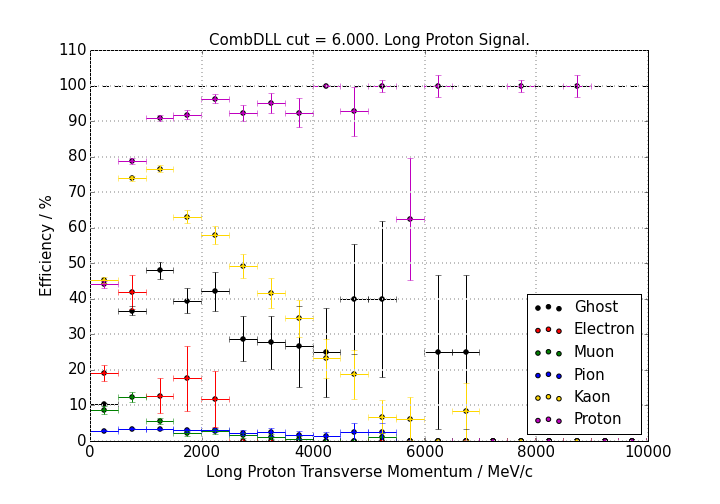 CombDLL cut = 6.000. Long Proton Signal.
110
100
90
80
70
60
50
40
30
20
10
0
Efficiency / %
Ghost
Electron
Muon
Pion
Kaon
Proton
0 2000 4000 6000 8000 10000
Long Proton Transverse Momentum / MeV/c